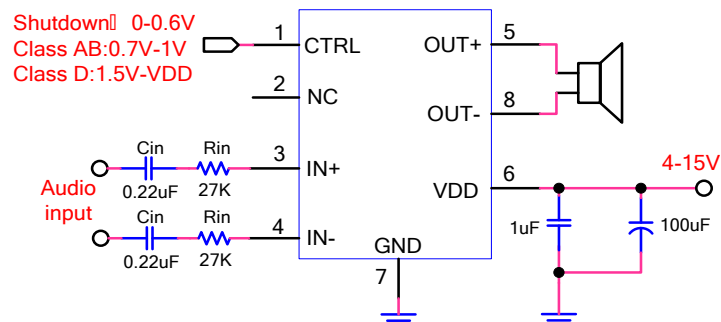 Shutdown 0-0.6V
Class AB:0.7V-1V
Class D:1.5V-VDD
1
CTRL
2
NC
Cin
Rin
3
IN+
0.22uF
27K
Audio
input
Cin
Rin
4
IN-
0.22uF
27K
GND
7
OUT+
5
OUT-
8
VDD
6
4-15V
1uF
100uF